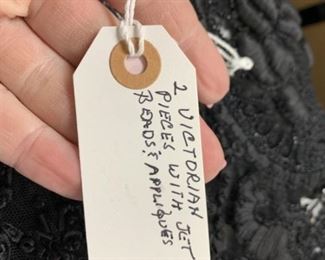 2 VICTORIAN
PIECES WITH JET
BEADS & APPLIQUES